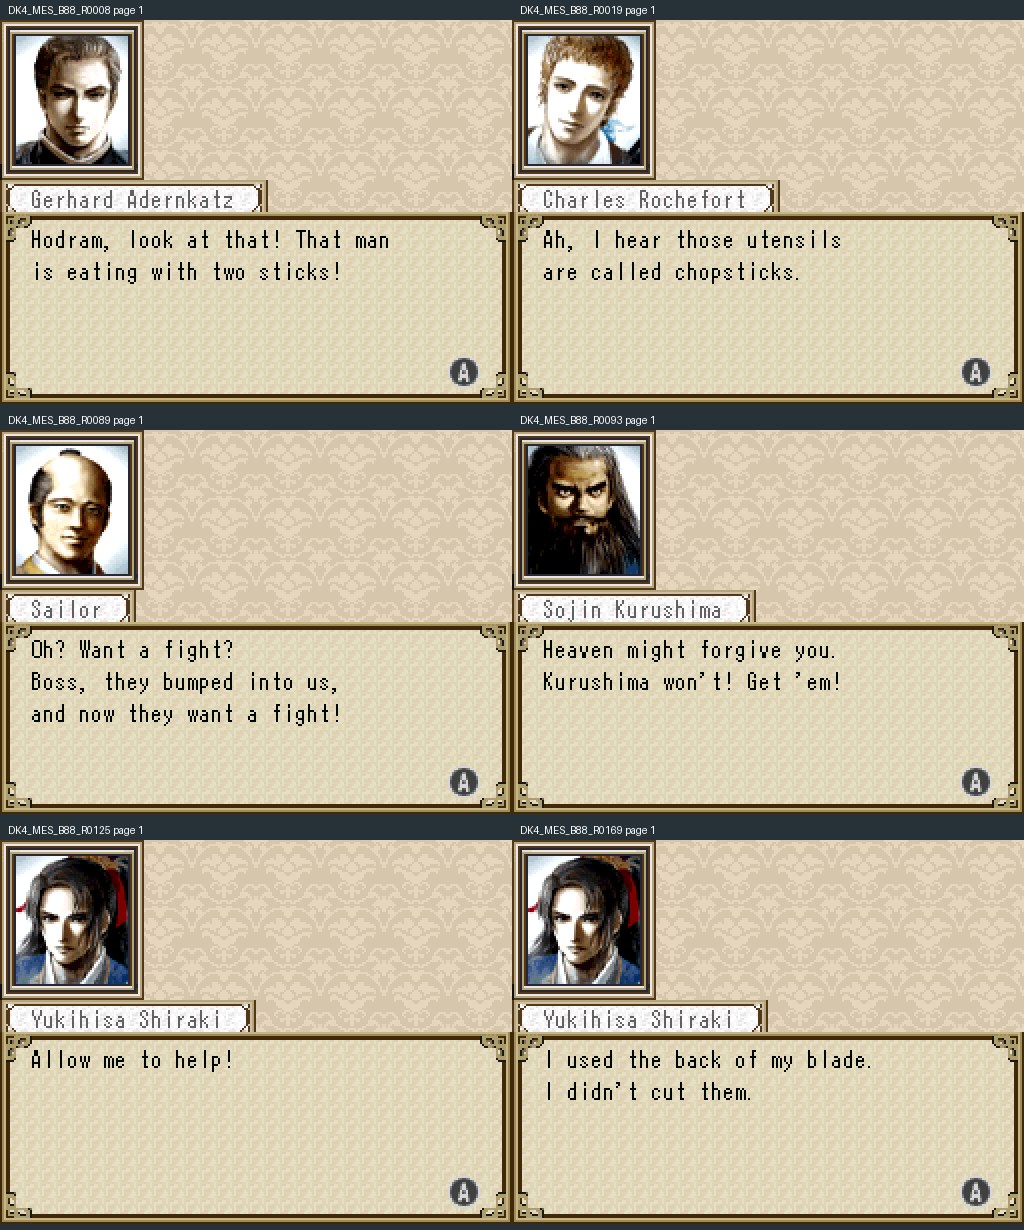 DK4_MES_B88_R0008 page 1
Gerhard Adernkatz
Hodram, look at that! That man
is eating with two sticks!
A
DK4_MES_B88_R0019 page 1
Charles Rochefort
Ah, I hear those utensils
are called chopsticks.
A
DK4_MES_B88_R0089 page 1
Sailor
Oh? Want a fight?
Boss, they bumped into us,
and now they want a fight!
A
DK4_MES_B88_R0093 page 1
Sojin Kurushima
Heaven might forgive you.
Kurushima won't! Get 'em!
A
DK4_MES_B88_R0125 page 1
Yukihisa Shiraki
Allow me to help!
A
DK4_MES_B88_R0169 page 1
Yukihisa Shiraki
I used the back of my blade.
I didn't cut them.
A